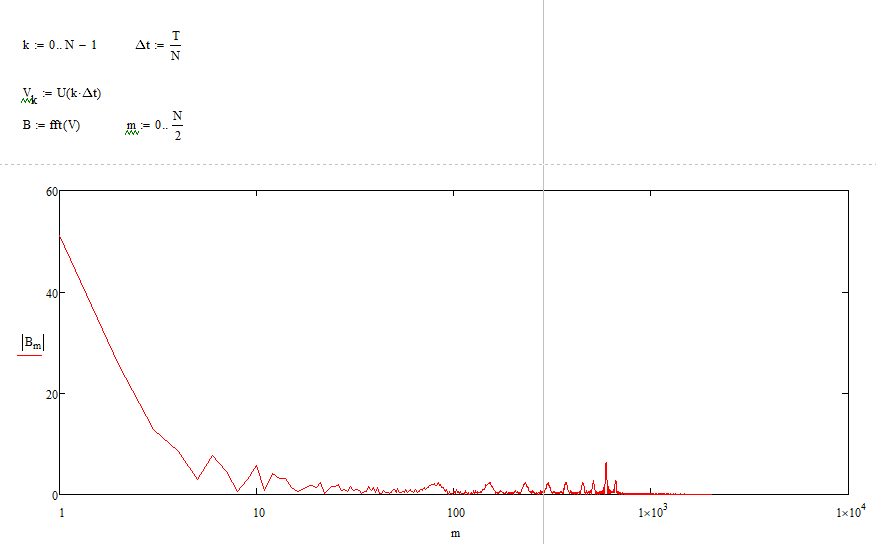 k := 0.. N − 1 Δt := T/N
V_k := U(k·Δt)
B := fft(V) m := 0.. N/2
60
40
|B_m|
20
0
1 10 100 1×10³ 1×10⁴
m